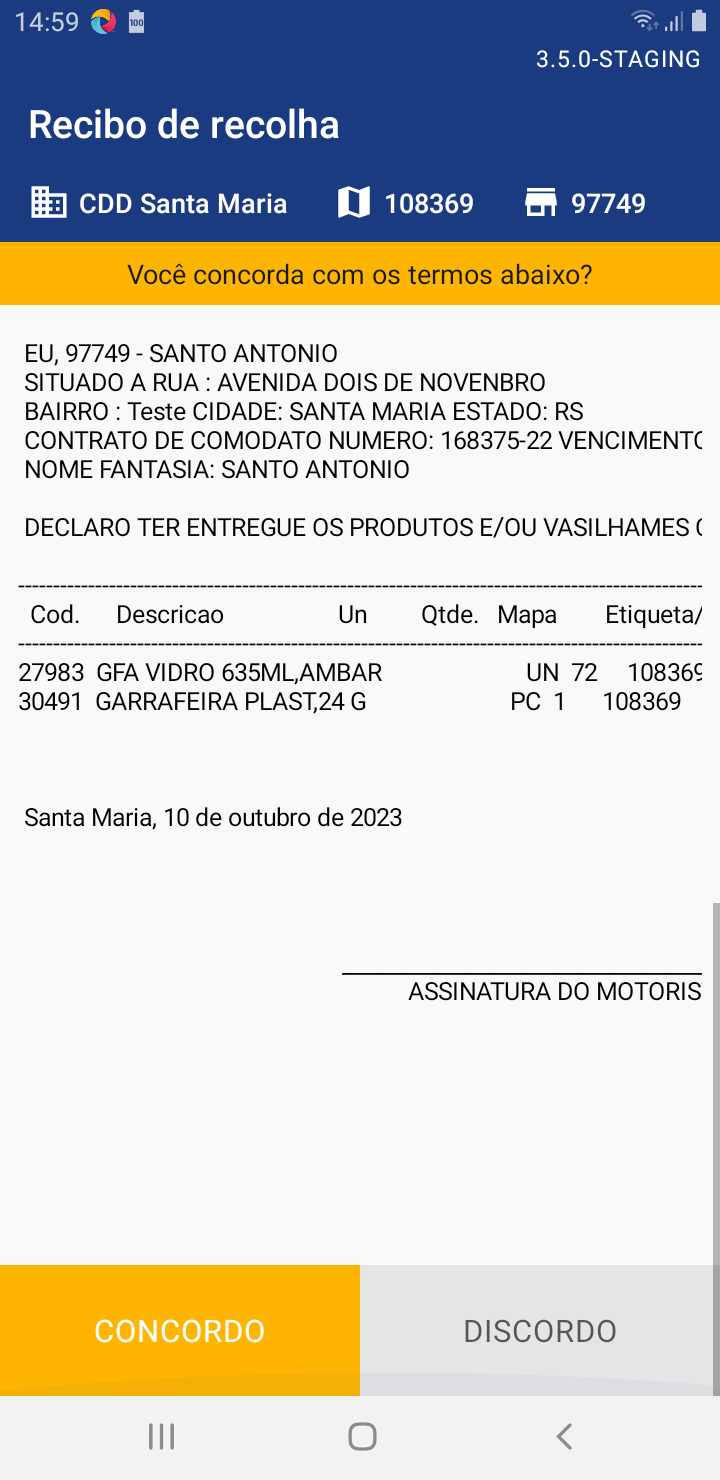 14:59 100
3.5.0-STAGING
Recibo de recolha
CDD Santa Maria 108369 97749
Você concorda com os termos abaixo?
EU, 97749 - SANTO ANTONIO
SITUADO A RUA : AVENIDA DOIS DE NOVENBRO
BAIRRO : Teste CIDADE: SANTA MARIA ESTADO: RS
CONTRATO DE COMODATO NUMERO: 168375-22 VENCIMENTO
NOME FANTASIA: SANTO ANTONIO
DECLARO TER ENTREGUE OS PRODUTOS E/OU VASILHAMES
Cod. Descricao Un Qtde. Mapa Etiqueta/
27983 GFA VIDRO 635ML,AMBAR UN 72 108369
30491 GARRAFEIRA PLAST,24 G PC 1 108369
Santa Maria, 10 de outubro de 2023
ASSINATURA DO MOTORIS
CONCORDO DISCORDO